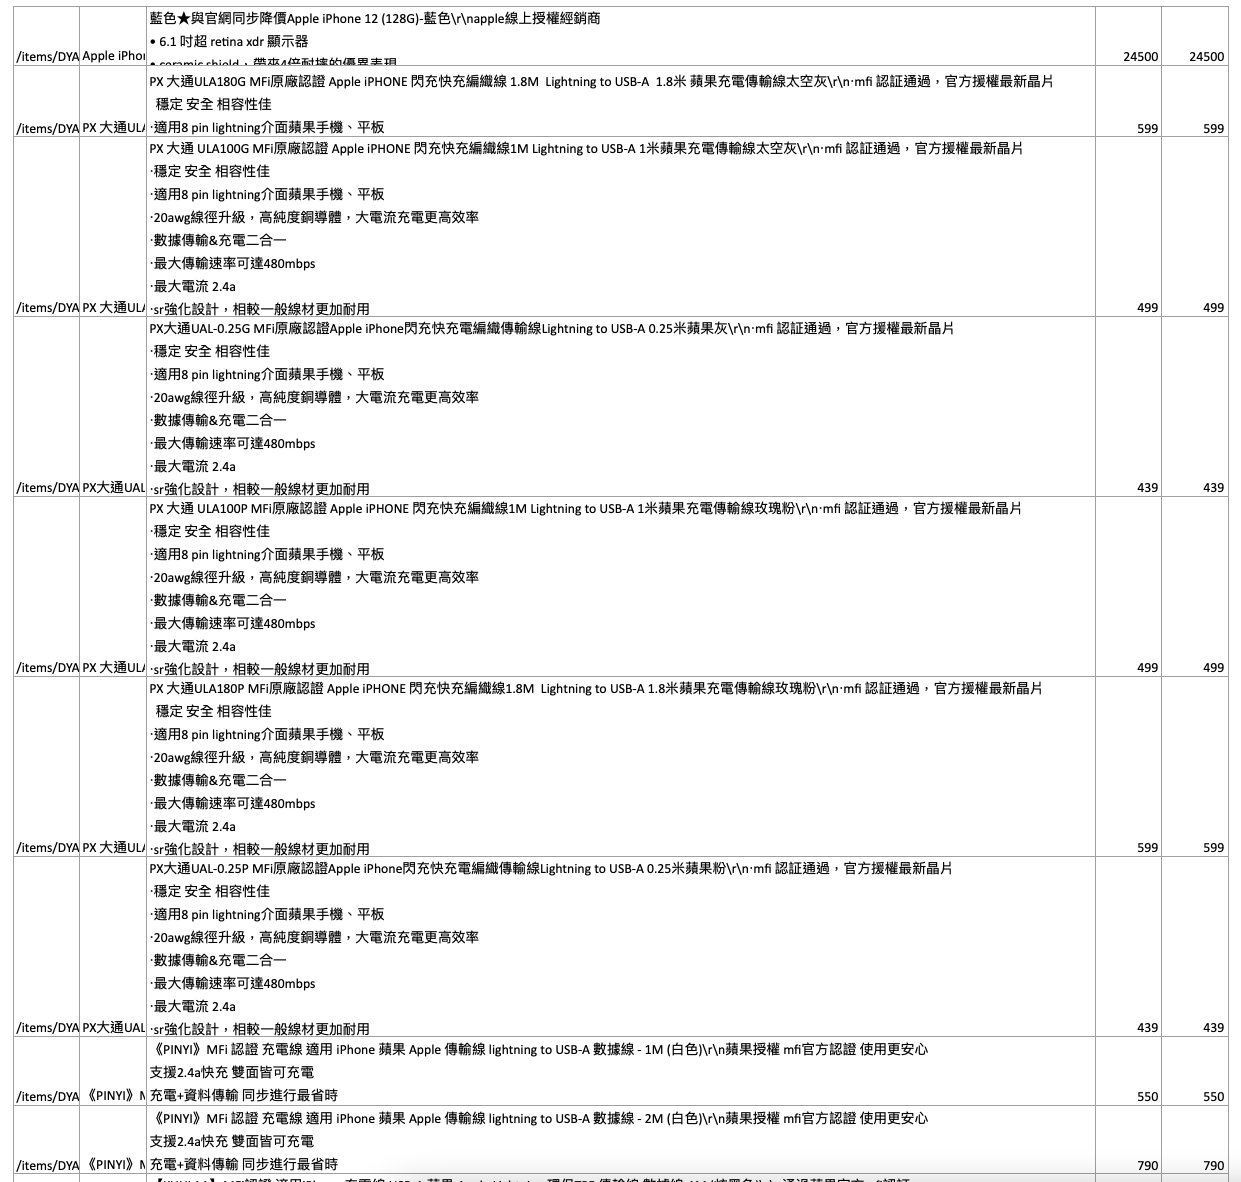 藍色★與官網同步降價Apple iPhone 12 (128G)-藍色\r\napple線上授權經銷商
• 6.1 吋超 retina xdr 顯示器
• ceramic shield，帶來4倍耐摔的優異表現
/items/DYA Apple iPho 24500 24500
PX 大通ULA180G MFi原廠認證 Apple iPHONE 閃充快充編織線 1.8M  Lightning to USB-A  1.8米 蘋果充電傳輸線太空灰\r\n·mfi 認証通過，官方援權最新晶片
穩定 安全 相容性佳
/items/DYA PX 大通UL ·適用8 pin lightning介面蘋果手機、平板 599 599
PX 大通 ULA100G MFi原廠認證 Apple iPHONE 閃充快充編織線1M Lightning to USB-A 1米蘋果充電傳輸線太空灰\r\n·mfi 認証通過，官方援權最新晶片
·穩定 安全 相容性佳
·適用8 pin lightning介面蘋果手機、平板
·20awg線徑升級，高純度銅導體，大電流充電更高效率
·數據傳輸&充電二合一
·最大傳輸速率可達480mbps
·最大電流 2.4a
/items/DYA PX 大通UL ·sr強化設計，相較一般線材更加耐用 499 499
PX大通UAL-0.25G MFi原廠認證Apple iPhone閃充快充電編織傳輸線Lightning to USB-A 0.25米蘋果灰\r\n·mfi 認証通過，官方援權最新晶片
·穩定 安全 相容性佳
·適用8 pin lightning介面蘋果手機、平板
·20awg線徑升級，高純度銅導體，大電流充電更高效率
·數據傳輸&充電二合一
·最大傳輸速率可達480mbps
·最大電流 2.4a
/items/DYA PX大通UAL ·sr強化設計，相較一般線材更加耐用 439 439
PX 大通 ULA100P MFi原廠認證 Apple iPHONE 閃充快充編織線1M Lightning to USB-A 1米蘋果充電傳輸線玫瑰粉\r\n·mfi 認証通過，官方援權最新晶片
·穩定 安全 相容性佳
·適用8 pin lightning介面蘋果手機、平板
·20awg線徑升級，高純度銅導體，大電流充電更高效率
·數據傳輸&充電二合一
·最大傳輸速率可達480mbps
·最大電流 2.4a
/items/DYA PX 大通UL ·sr強化設計，相較一般線材更加耐用 499 499
PX 大通ULA180P MFi原廠認證 Apple iPHONE 閃充快充編織線1.8M  Lightning to USB-A 1.8米蘋果充電傳輸線玫瑰粉\r\n·mfi 認証通過，官方援權最新晶片
穩定 安全 相容性佳
·適用8 pin lightning介面蘋果手機、平板
·20awg線徑升級，高純度銅導體，大電流充電更高效率
·數據傳輸&充電二合一
·最大傳輸速率可達480mbps
·最大電流 2.4a
/items/DYA PX 大通UL ·sr強化設計，相較一般線材更加耐用 599 599
PX大通UAL-0.25P MFi原廠認證Apple iPhone閃充快充電編織傳輸線Lightning to USB-A 0.25米蘋果粉\r\n·mfi 認証通過，官方援權最新晶片
·穩定 安全 相容性佳
·適用8 pin lightning介面蘋果手機、平板
·20awg線徑升級，高純度銅導體，大電流充電更高效率
·數據傳輸&充電二合一
·最大傳輸速率可達480mbps
·最大電流 2.4a
/items/DYA PX大通UAL ·sr強化設計，相較一般線材更加耐用 439 439
《PINYI》MFi 認證 充電線 適用 iPhone 蘋果 Apple 傳輸線 lightning to USB-A 數據線 - 1M (白色)\r\n蘋果授權 mfi官方認證 使用更安心
支援2.4a快充 雙面皆可充電
/items/DYA 《PINYI》 充電+資料傳輸 同步進行最省時 550 550
《PINYI》MFi 認證 充電線 適用 iPhone 蘋果 Apple 傳輸線 lightning to USB-A 數據線 - 2M (白色)\r\n蘋果授權 mfi官方認證 使用更安心
支援2.4a快充 雙面皆可充電
/items/DYA 《PINYI》 充電+資料傳輸 同步進行最省時 790 790